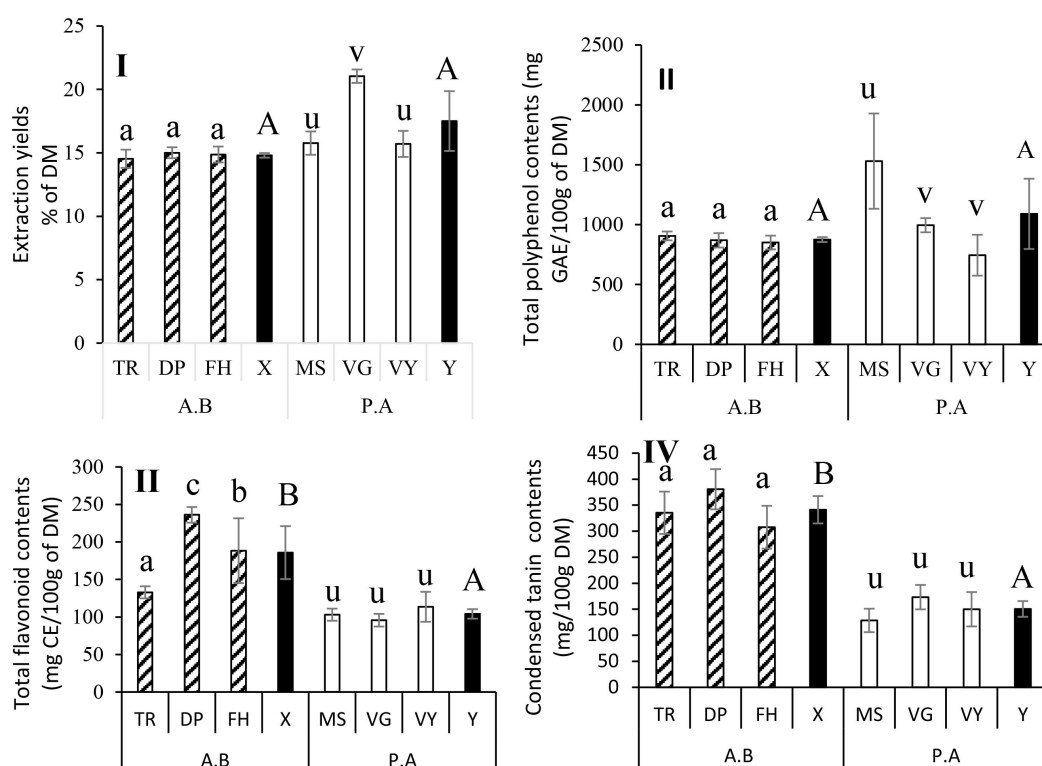 I
Extraction yields
% of DM
25
20
15
10
5
0
a a a A u v u A
TR DP FH X MS VG VY Y
A.B P.A
II
Total polyphenol contents (mg
GAE/100g of DM)
2500
2000
1500
1000
500
0
a a a A u v v A
TR DP FH X MS VG VY Y
A.B P.A
II
Total flavonoid contents
(mg CE/100g of DM)
300
250
200
150
100
50
0
a c b B u u u A
TR DP FH X MS VG VY Y
A.B P.A
IV
Condensed tanin contents
(mg/100g DM)
450
400
350
300
250
200
150
100
50
0
a a a B u u u A
TR DP FH X MS VG VY Y
A.B P.A